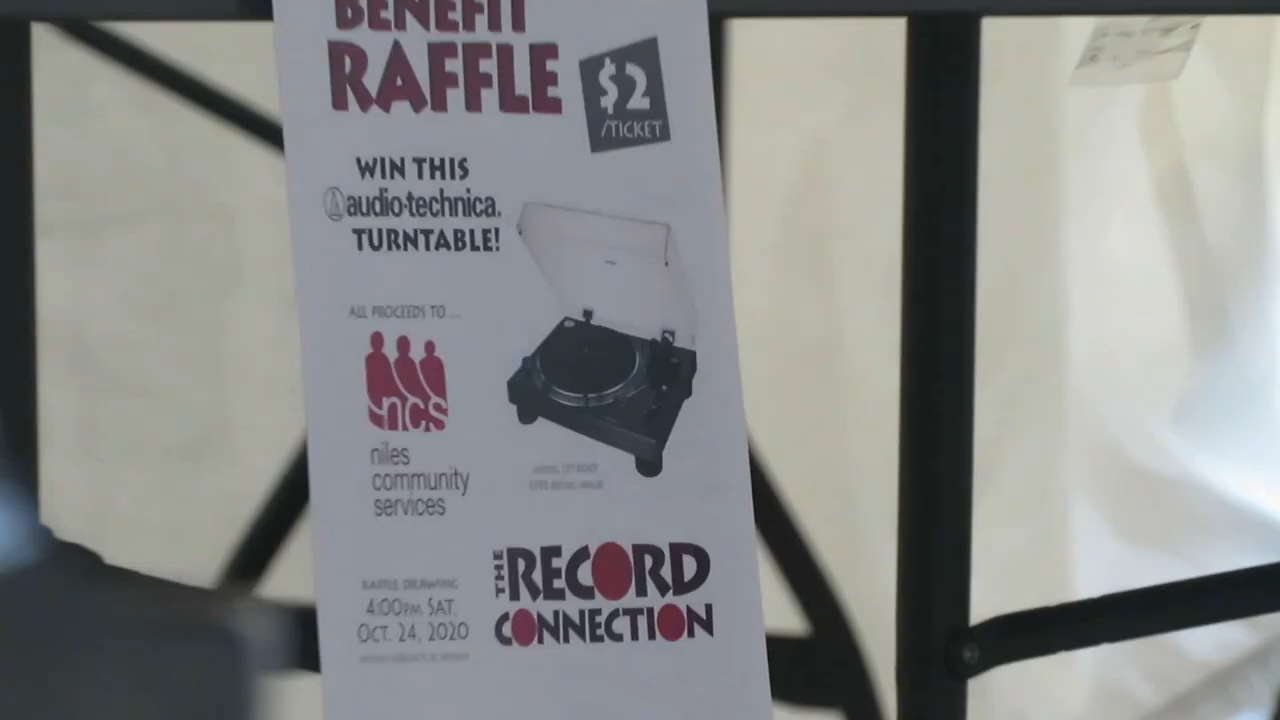 BENEFIT
RAFFLE
$2
/TICKET
WIN THIS
audio-technica.
TURNTABLE!
ALL PROCEEDS TO ...
ncs
niles
community
services
RAFFLE DRAWING
4:00PM. SAT.
OCT. 24, 2020
THE RECORD
CONNECTION